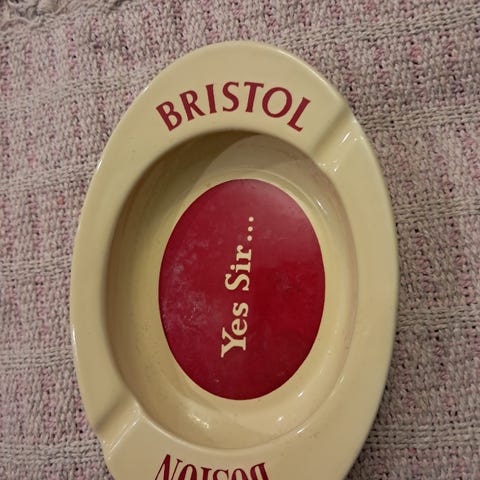 BRISTOL
Yes Sir...
BOSTON